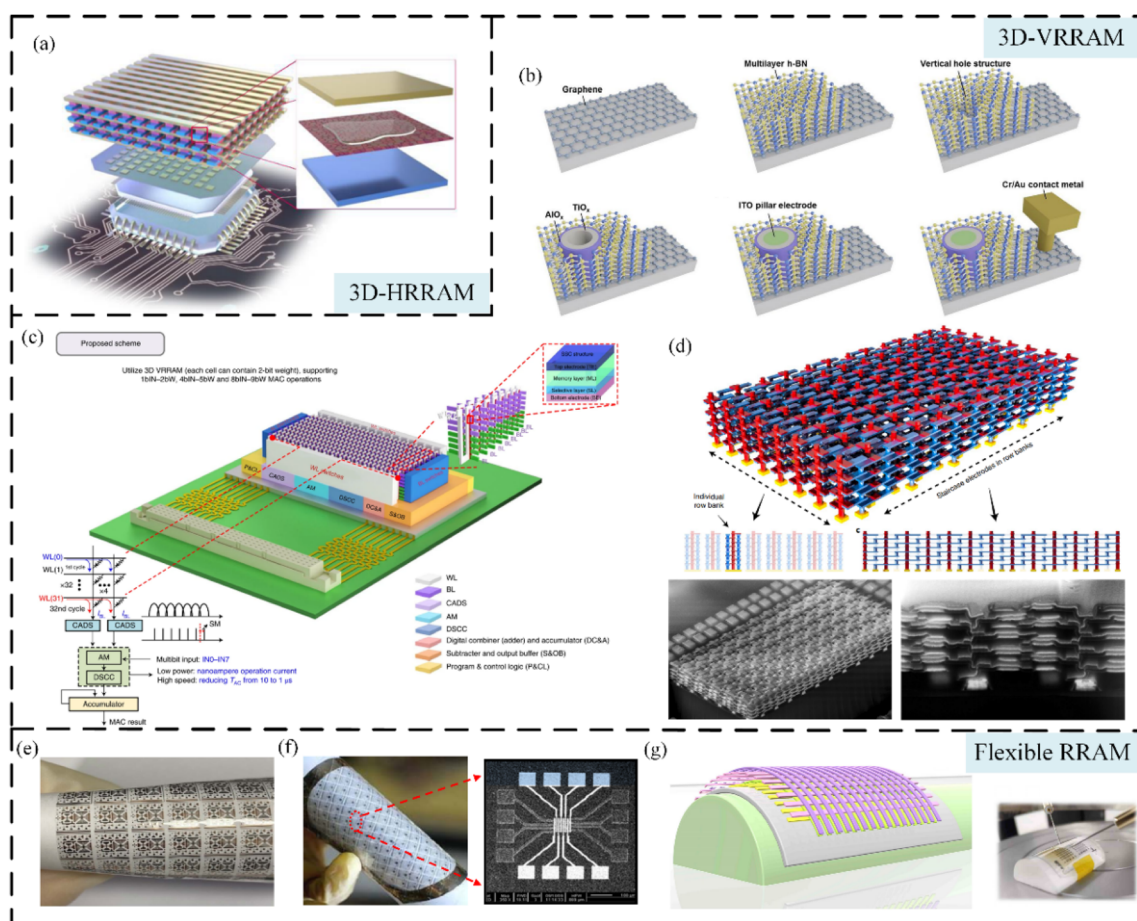 (a)
3D-HRRAM
3D-VRRAM
(b)
Graphene
Multilayer h-BN
Vertical hole structure
AlOx
TiOx
ITO pillar electrode
Cr/Au contact metal
(c)
Proposed scheme
Utilize 3D VRRAM (each cell can contain 2-bit weight), supporting
1bIN–2bW, 4bIN–5bW and 8bIN–9bW MAC operations
Top electrode
Memory layer (ML)
Selective layer (SL)
Bottom electrode
CADS
AM
DSCC
DC&A
S&OB
WL(0)
1st cycle
WL(1)
×32
×4
WL(31)
32nd cycle
CADS
CADS
SM
AM
DSCC
Accumulator
MAC result
Multibit input: IN0–IN7
Low power: nanoampere operation current
High speed: reducing TAC from 10 to 1 μs
WL
BL
CADS
AM
DSCC
Digital combiner (adder) and accumulator (DC&A)
Subtracter and output buffer (S&OB)
Program & control logic (P&CL)
(d)
Individual
row bank
Staircase electrodes in row banks
c
(e)
(f)
(g)
Flexible RRAM